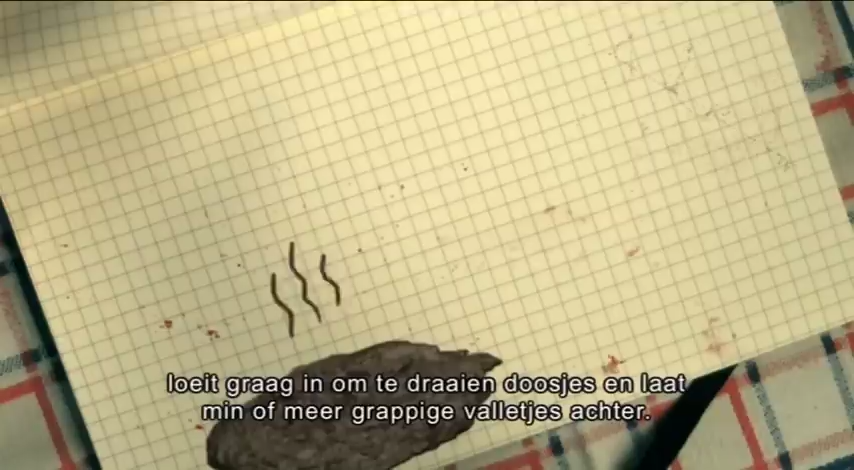 loeit graag in om te draaien doosjes en laat
min of meer grappige valletjes achter.